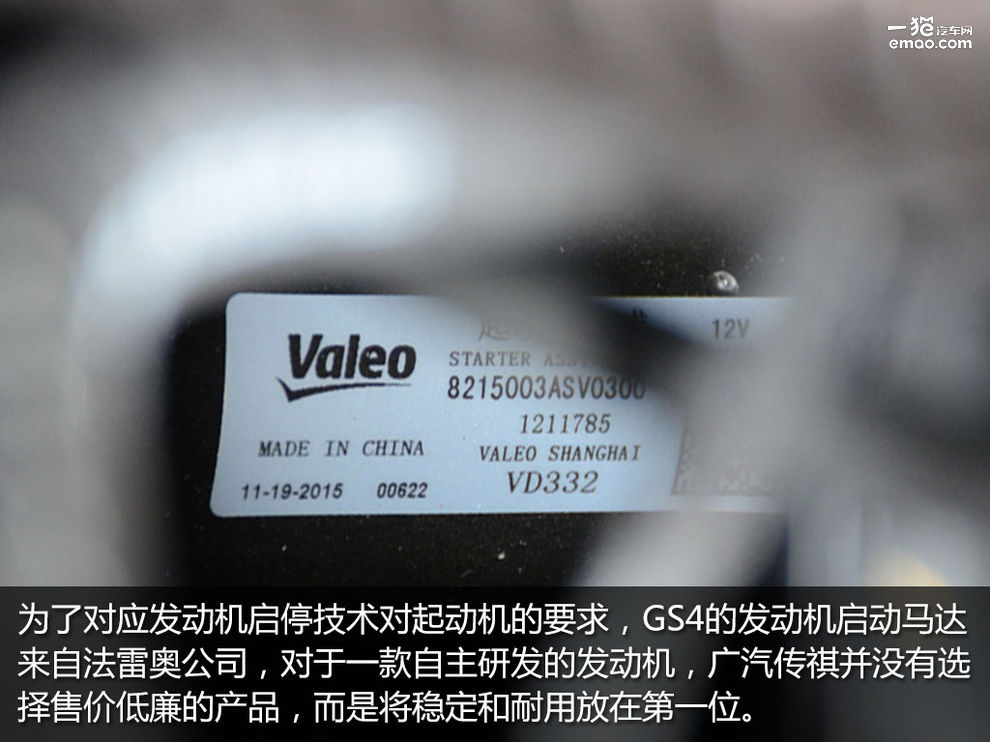 一猫汽车网
emao.com
12V
Valeo
STARTER
8215003ASV0300
1211785
MADE IN CHINA
VALEO SHANGHAI
11-19-2015 00622
VD332
为了对应发动机启停技术对起动机的要求，GS4的发动机启动马达
来自法雷奥公司，对于一款自主研发的发动机，广汽传祺并没有选
择售价低廉的产品，而是将稳定和耐用放在第一位。